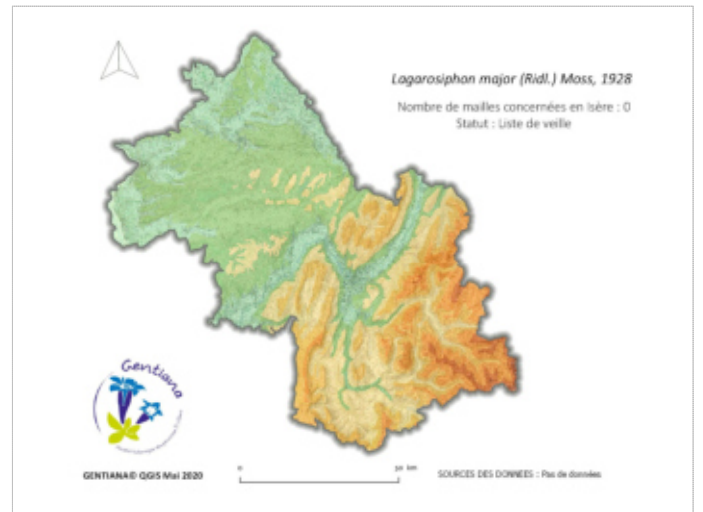 Lagarosiphon major (Ridl.) Moss, 1928
Nombre de mailles concernées en Isère : 0
Statut : Liste de veille
Gentiana
GENTIANA© QGIS Mai 2020
0 50 km
SOURCES DES DONNEES : Pas de données